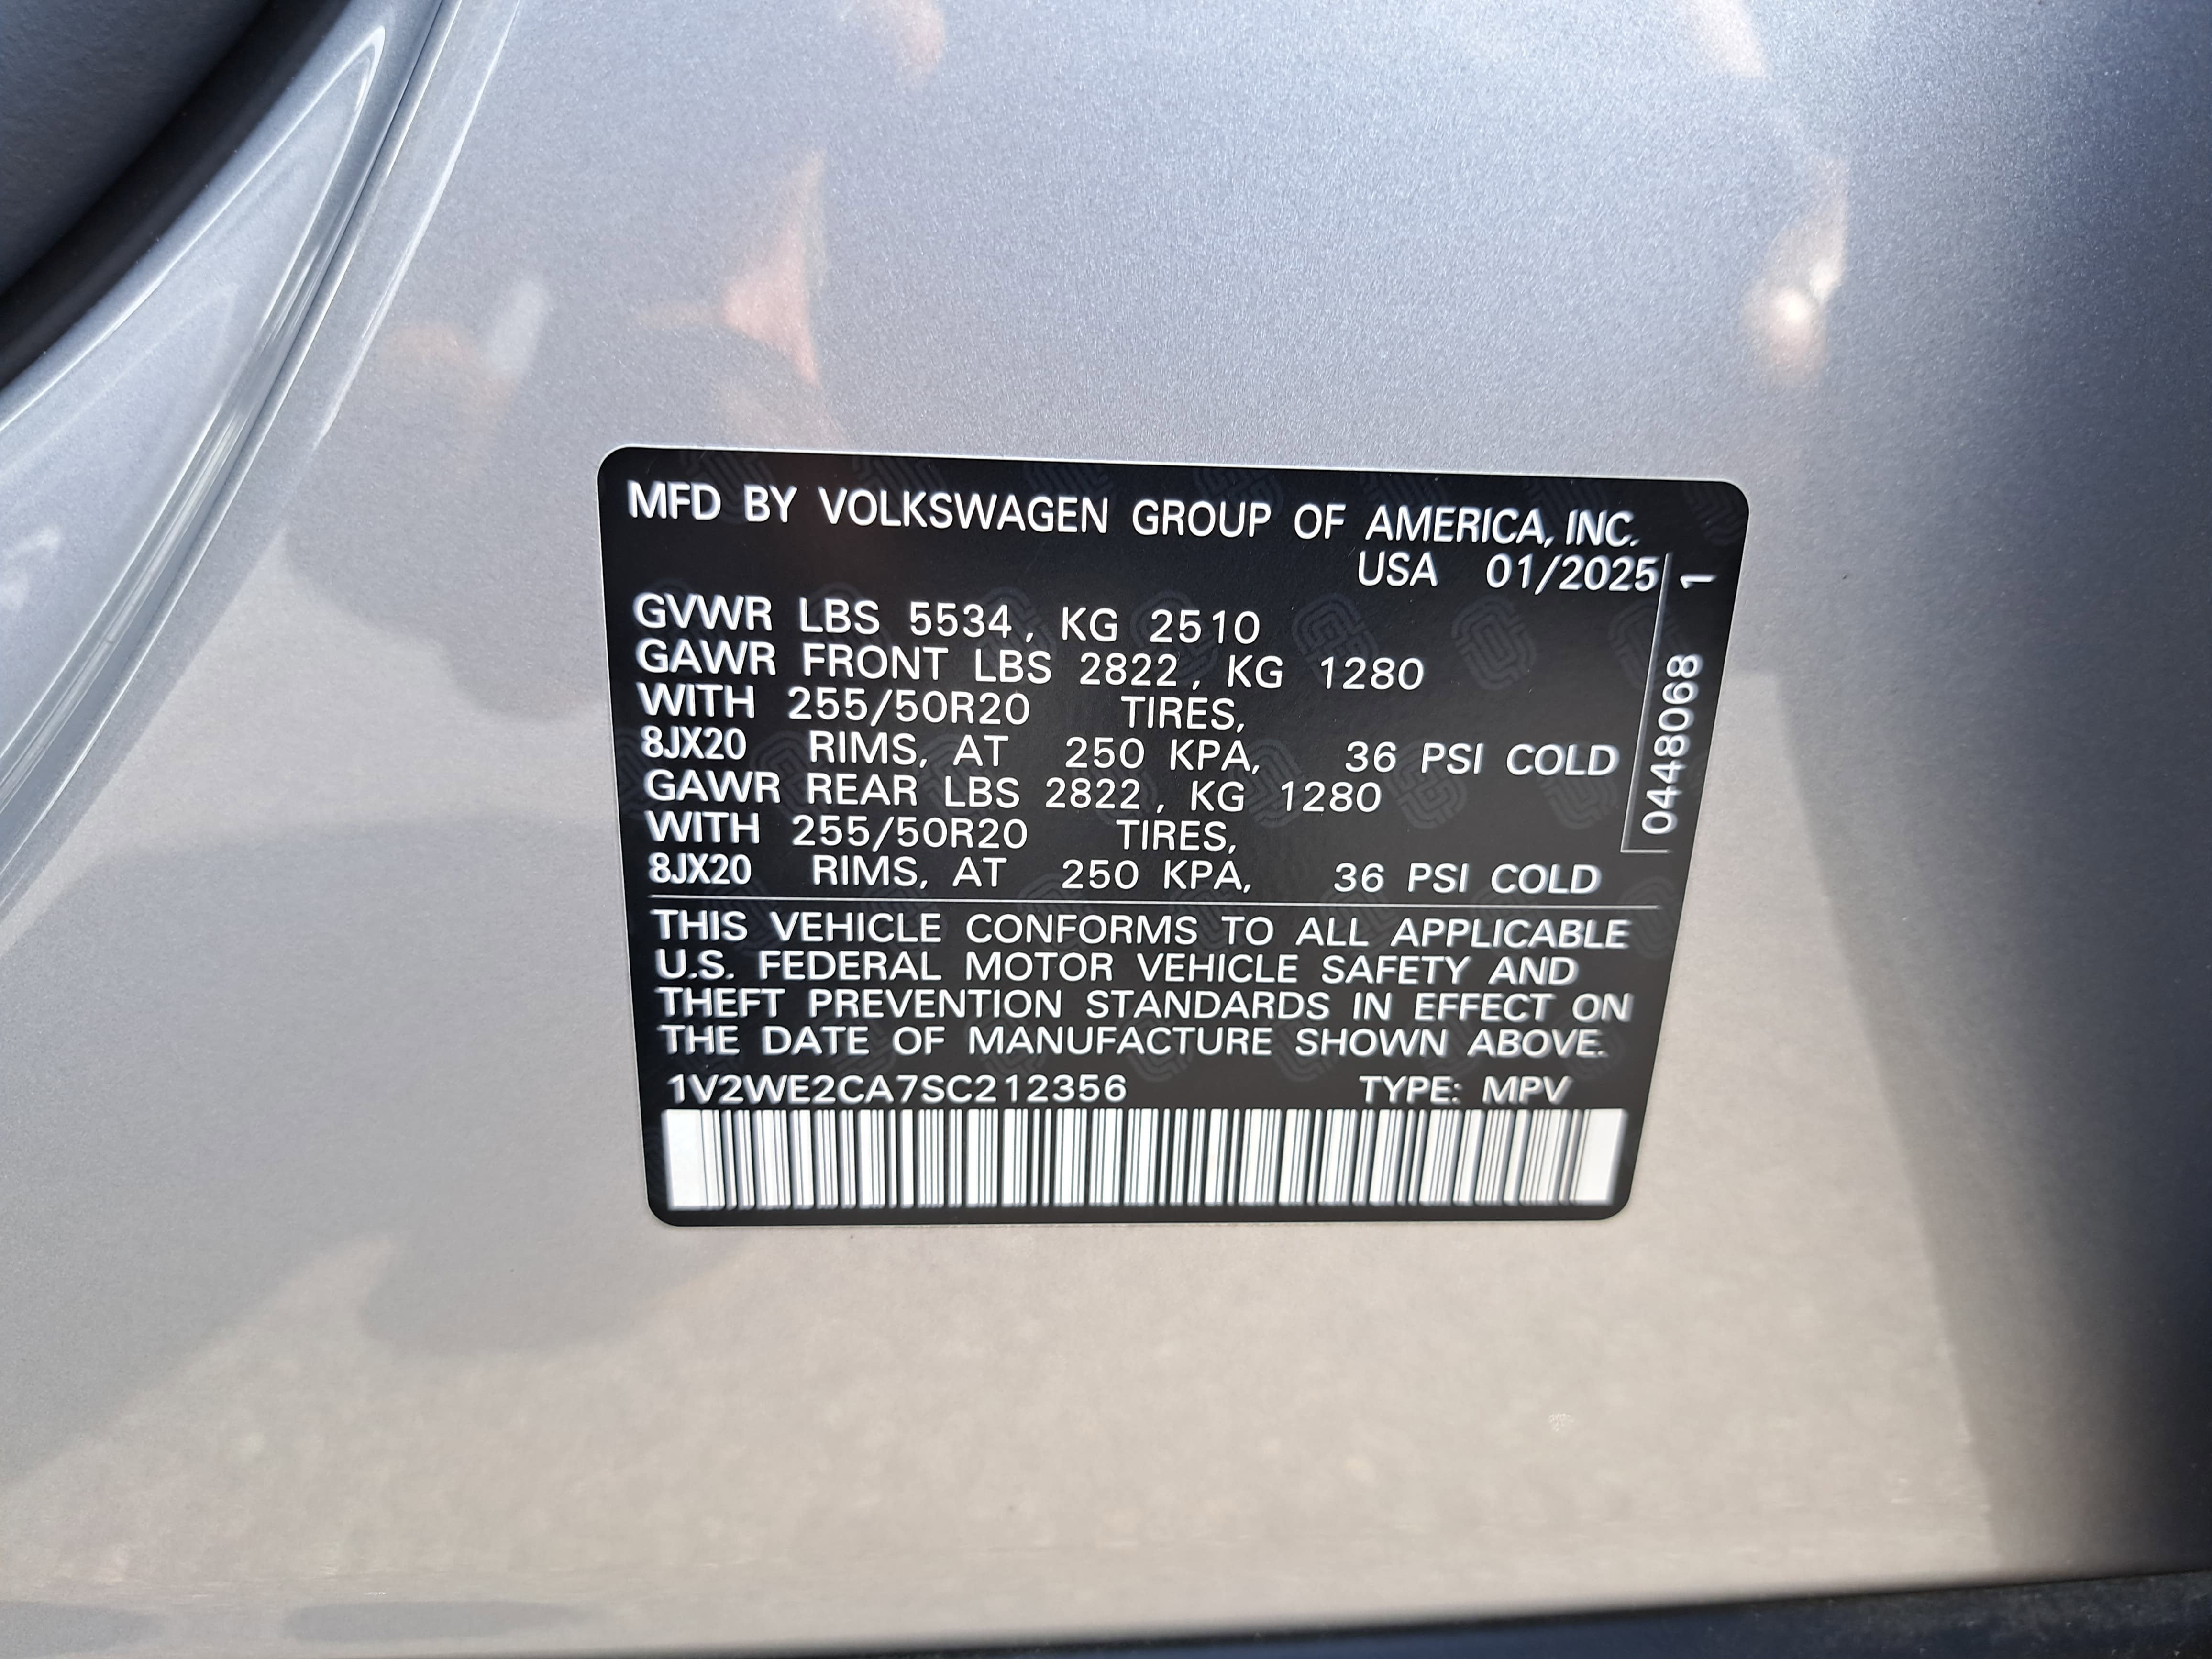 MFD BY VOLKSWAGEN GROUP OF AMERICA, INC.
USA 01/2025
GVWR LBS 5534, KG 2510
GAWR FRONT LBS 2822, KG 1280
WITH 255/50R20 TIRES,
8JX20 RIMS, AT 250 KPA, 36 PSI COLD
GAWR REAR LBS 2822, KG 1280
WITH 255/50R20 TIRES,
8JX20 RIMS, AT 250 KPA, 36 PSI COLD
THIS VEHICLE CONFORMS TO ALL APPLICABLE
U.S. FEDERAL MOTOR VEHICLE SAFETY AND
THEFT PREVENTION STANDARDS IN EFFECT ON
THE DATE OF MANUFACTURE SHOWN ABOVE.
1V2WE2CA7SC212356 TYPE: MPV
0448068 1